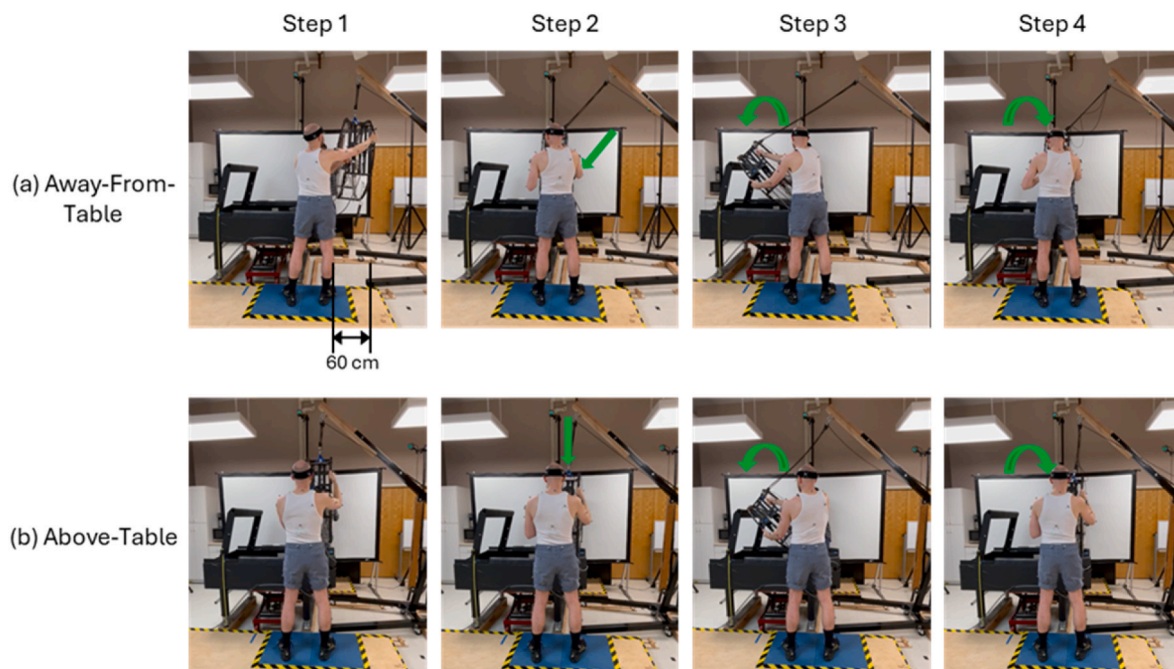 Step 1
Step 2
Step 3
Step 4
(a) Away-From-
Table
60 cm
(b) Above-Table